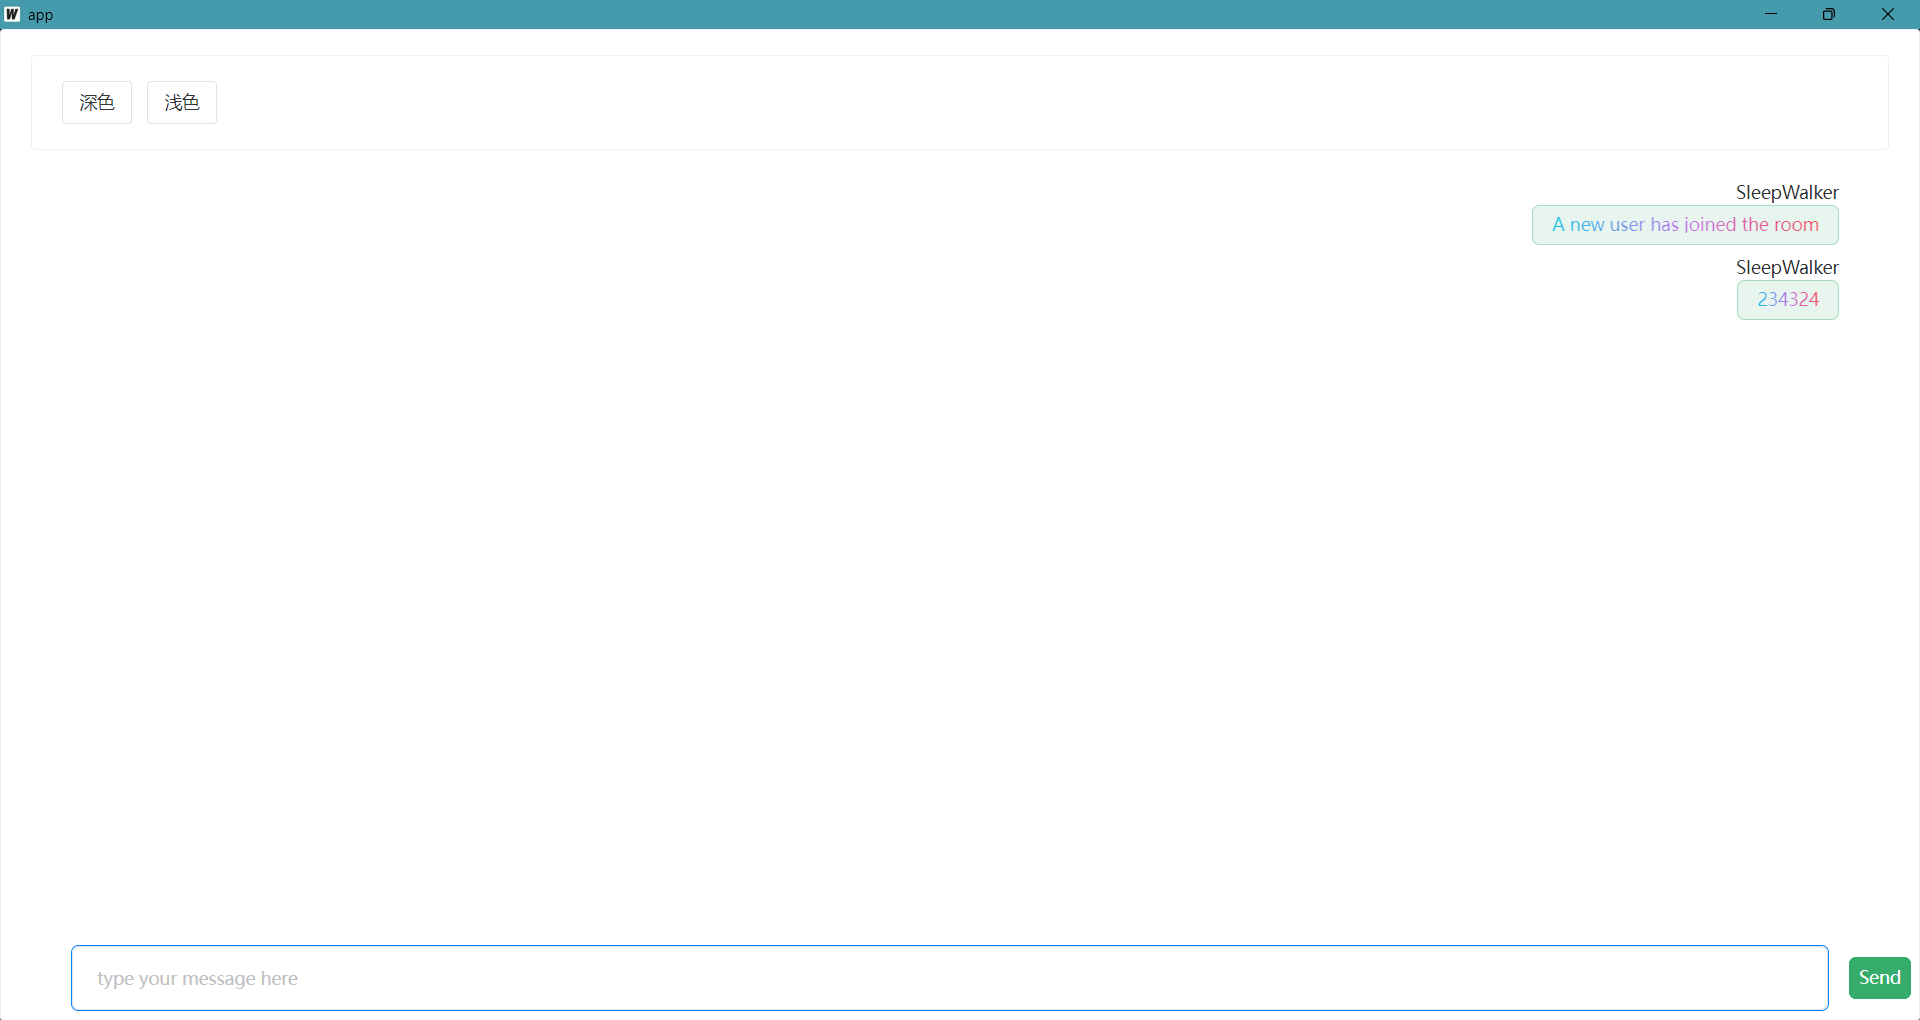 W app
深色 浅色
SleepWalker
A new user has joined the room
SleepWalker
234324
type your message here
Send